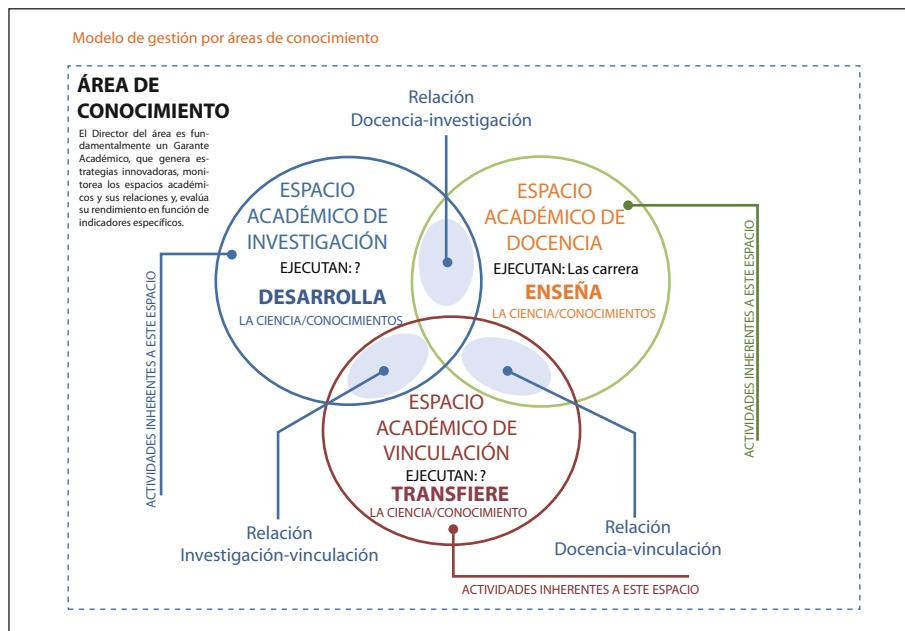 Modelo de gestión por áreas de conocimiento
ÁREA DE
CONOCIMIENTO
El Director del área es fun-
damentalmente un Garante
Académico, que genera es-
trategias innovadoras, moni-
torea los espacios académi-
cos y sus relaciones y, evalúa
su rendimiento en función de
indicadores específicos.
Relación
Docencia-investigación
ESPACIO
ACADÉMICO DE
INVESTIGACIÓN
EJECUTAN: ?
DESARROLLA
LA CIENCIA/CONOCIMIENTOS
ESPACIO
ACADÉMICO DE
DOCENCIA
EJECUTAN: Las carrera
ENSEÑA
LA CIENCIA/CONOCIMIENTOS
ACTIVIDADES INHERENTES A ESTE ESPACIO
ACTIVIDADES INHERENTES A ESTE ESPACIO
ESPACIO
ACADÉMICO DE
VINCULACIÓN
EJECUTAN: ?
TRANSFIERE
LA CIENCIA/CONOCIMIENTO
Relación
Investigación-vinculación
Relación
Docencia-vinculación
ACTIVIDADES INHERENTES A ESTE ESPACIO